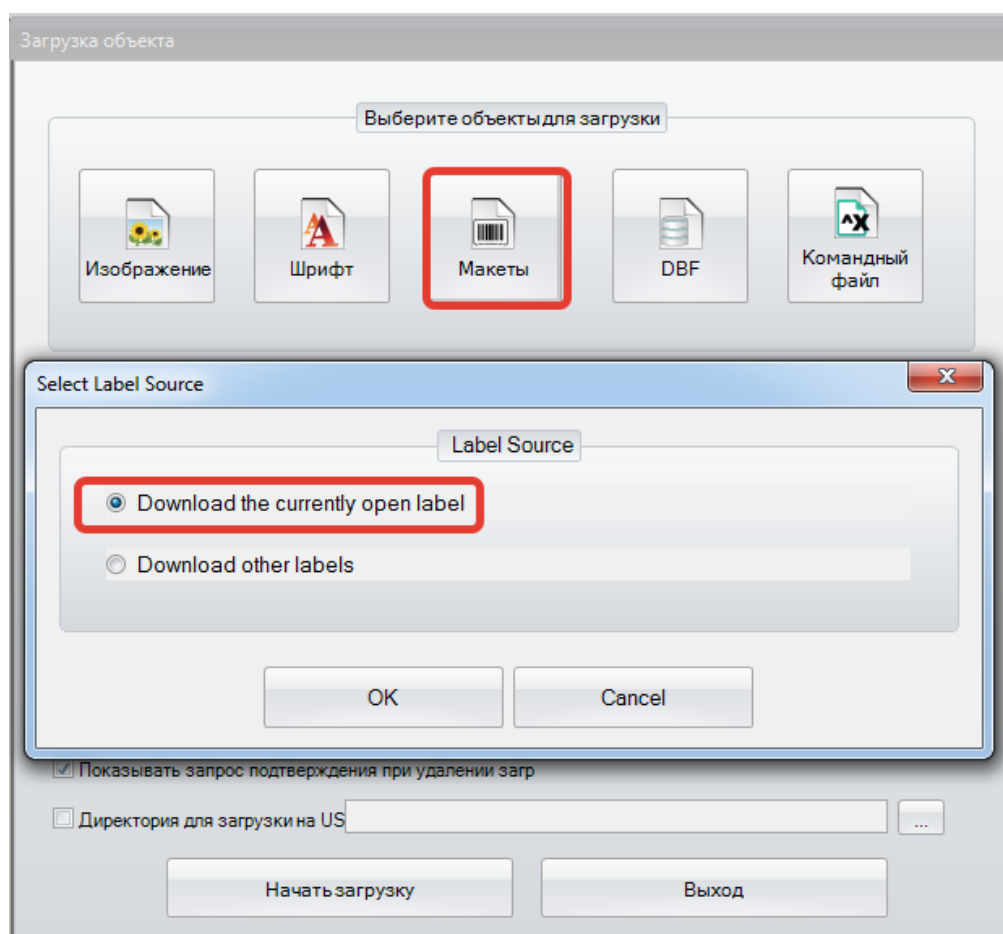 Загрузка объекта
Выберите объекты для загрузки
Изображение
Шрифт
Макеты
DBF
Командный
файл
Select Label Source
X
Label Source
Download the currently open label
Download other labels
OK
Cancel
Показывать запрос подтверждения при удалении загр
Директория для загрузки на US
...
Начать загрузку
Выход